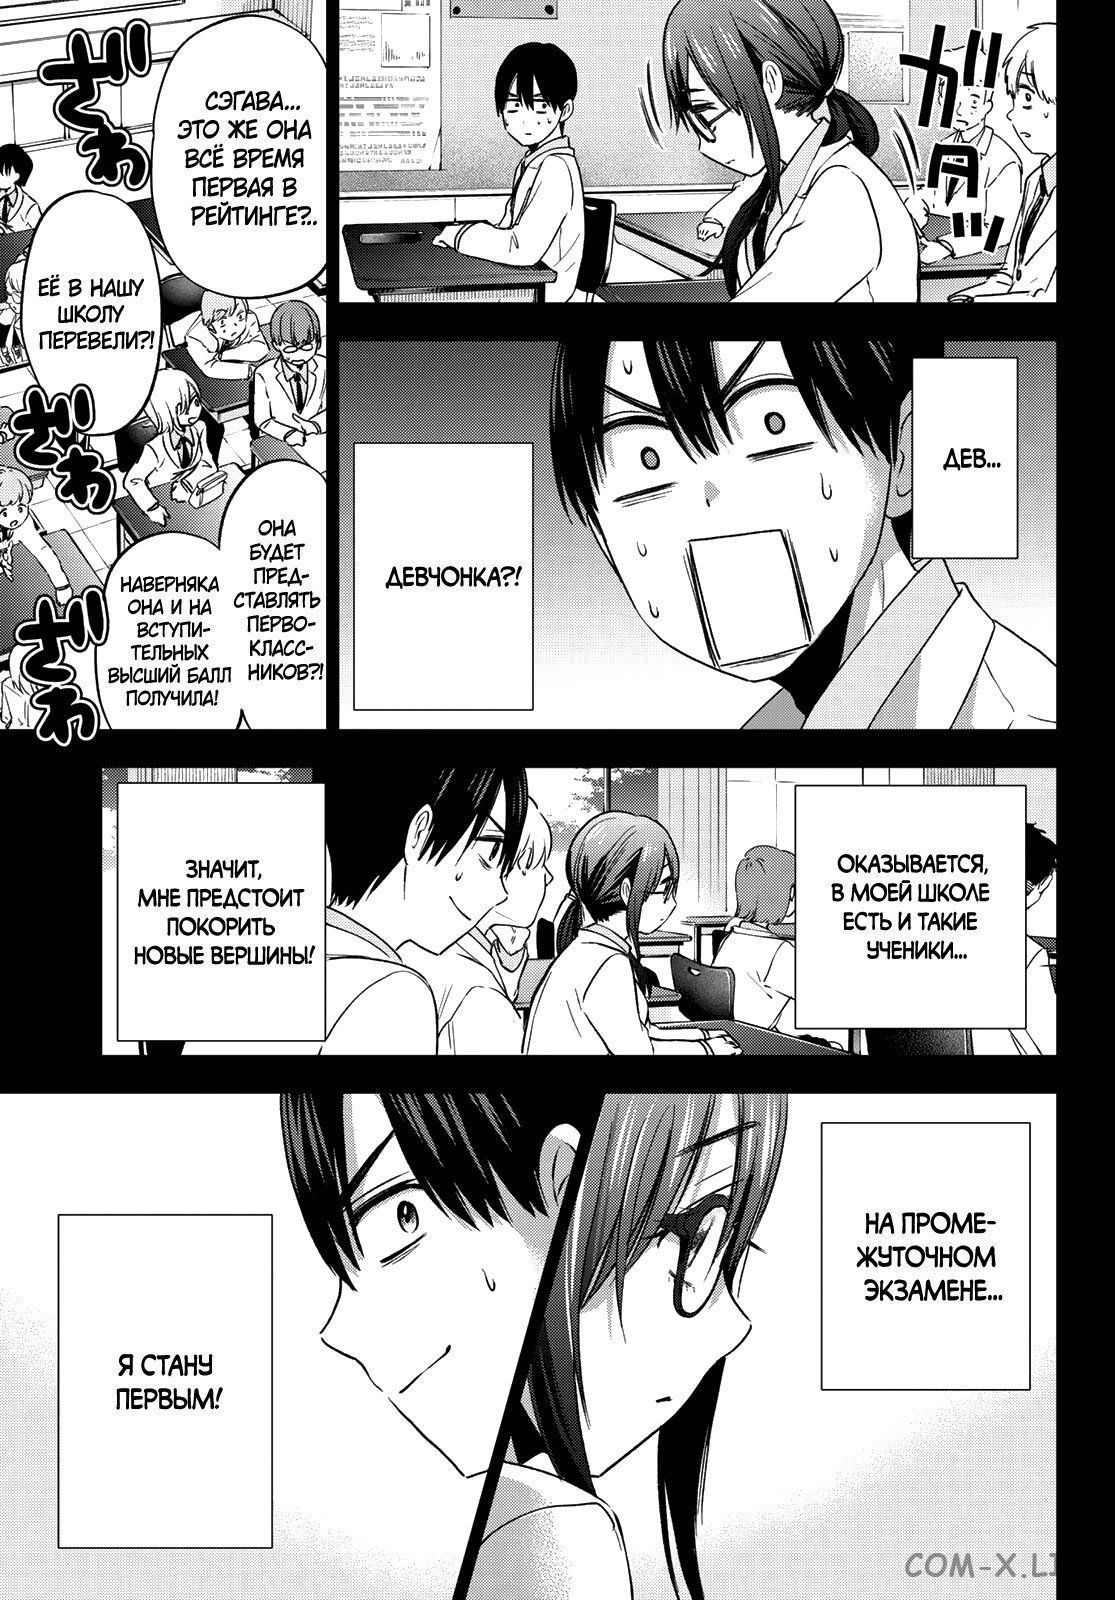 ガ
タ
СЭГАВА...
ЭТО ЖЕ ОНА
ВСЁ ВРЕМЯ
ПЕРВАЯ В
РЕЙТИНГЕ?..
ざわ
ЕЁ В НАШУ
ШКОЛУ
ПЕРЕВЕЛИ?!
ざわ
ОНА
БУДЕТ
ПРЕД-
СТАВЛЯТЬ
ПЕРВО-
КЛАСС-
НИКОВ?!
НАВЕРНЯКА
ОНА И НА
ВСТУПИ-
ТЕЛЬНЫХ
ВЫСШИЙ БАЛЛ
ПОЛУЧИЛА!
ざわ
ДЕВ...
ДЕВЧОНКА?!
ОКАЗЫВАЕТСЯ,
В МОЕЙ ШКОЛЕ
ЕСТЬ И ТАКИЕ
УЧЕНИКИ...
ЗНАЧИТ,
МНЕ ПРЕДСТОИТ
ПОКОРИТЬ
НОВЫЕ ВЕРШИНЫ!
НА ПРОМЕ-
ЖУТОЧНОМ
ЭКЗАМЕНЕ...
Я СТАНУ
ПЕРВЫМ!
COM-X.LI